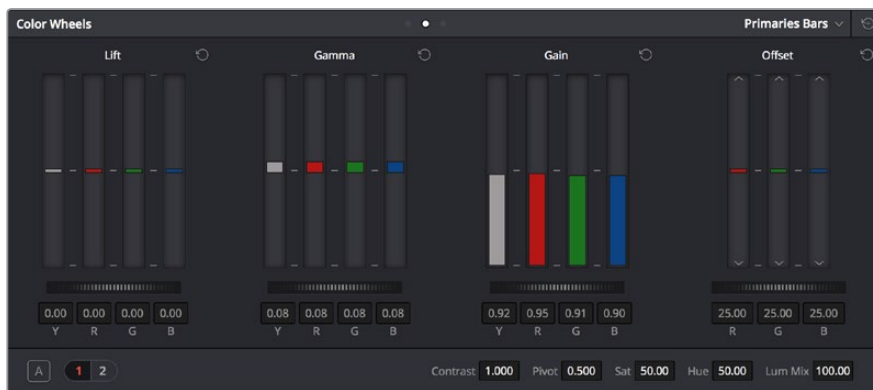 Color Wheels Primaries Bars
Lift Gamma Gain Offset
0.00 0.00 0.00 0.00 0.08 0.08 0.08 0.08 0.92 0.95 0.91 0.90 25.00 25.00 25.00
Y R G B Y R G B Y R G B R G B
A 1 2 Contrast 1.000 Pivot 0.500 Sat 50.00 Hue 50.00 Lum Mix 100.00